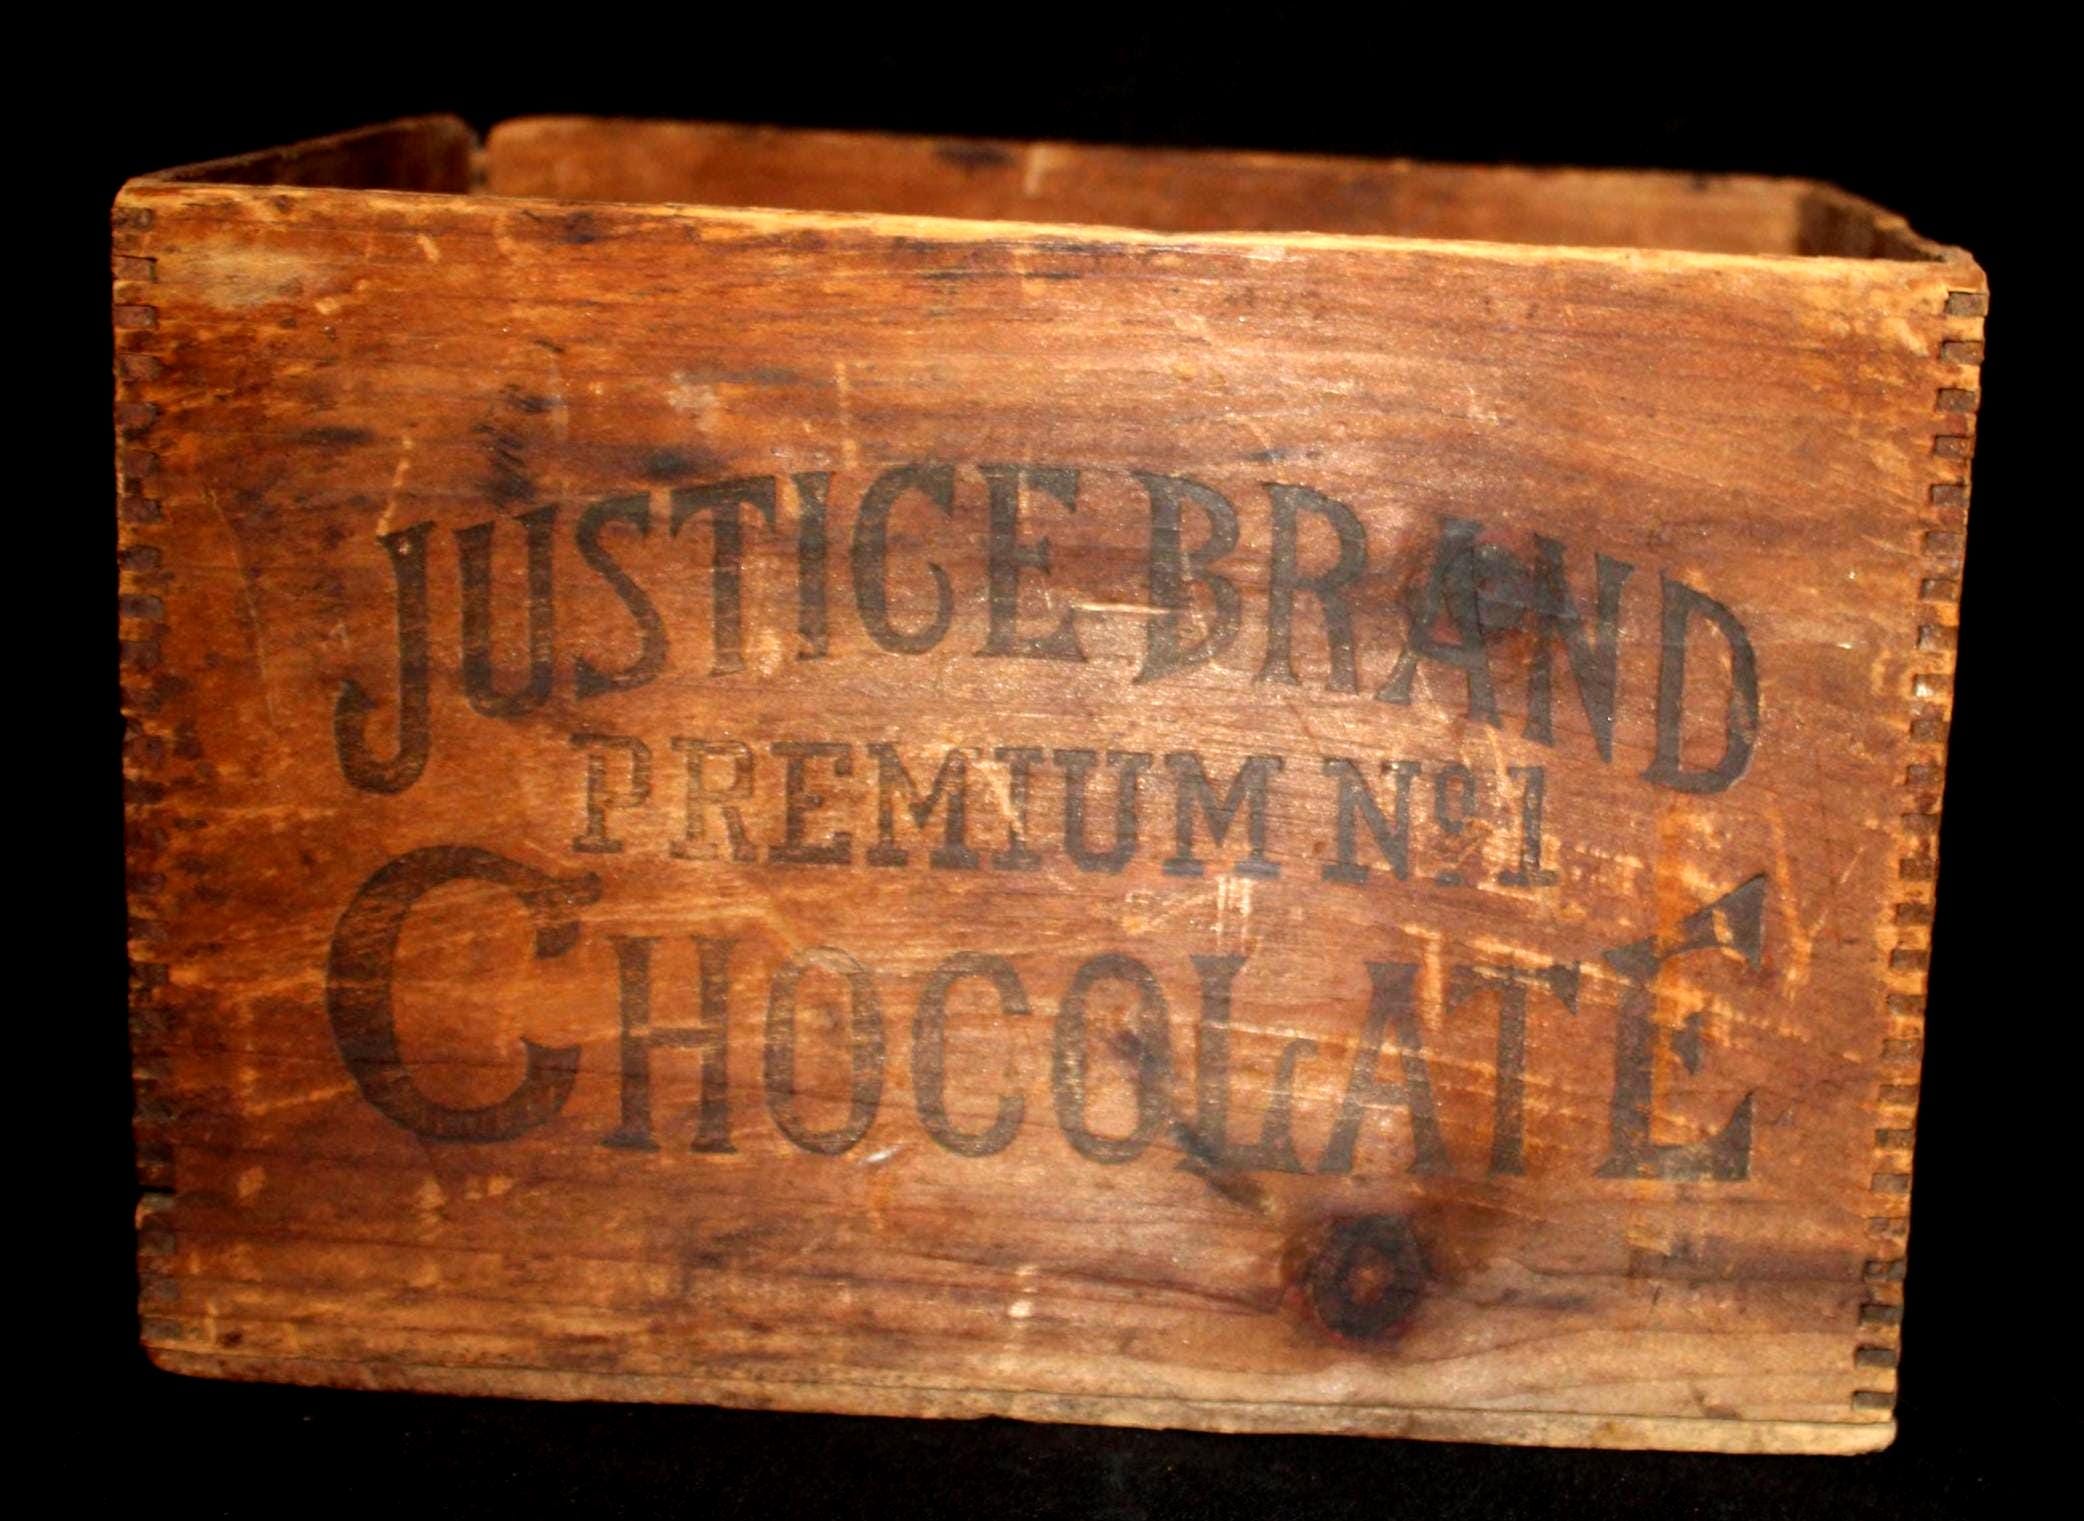 JUSTICE BRAND
PREMIUM No 1
CHOCOLATE